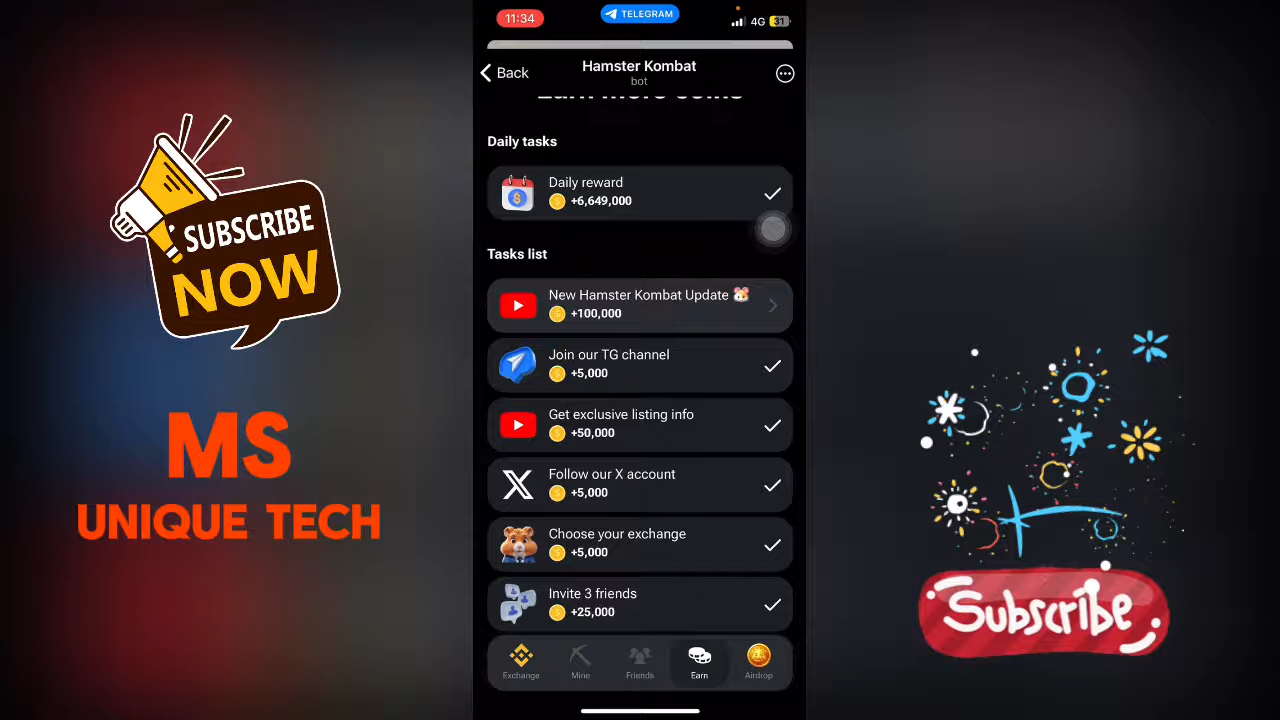 11:34
TELEGRAM
4G 31
Back
Hamster Kombat
bot
Earn more coins
Daily tasks
Daily reward
+6,649,000
Tasks list
New Hamster Kombat Update 🐹
+100,000
Join our TG channel
+5,000
Get exclusive listing info
+50,000
Follow our X account
+5,000
Choose your exchange
+5,000
Invite 3 friends
+25,000
Exchange
Mine
Friends
Earn
Airdrop
SUBSCRIBE
NOW
MS
UNIQUE TECH
Subscribe